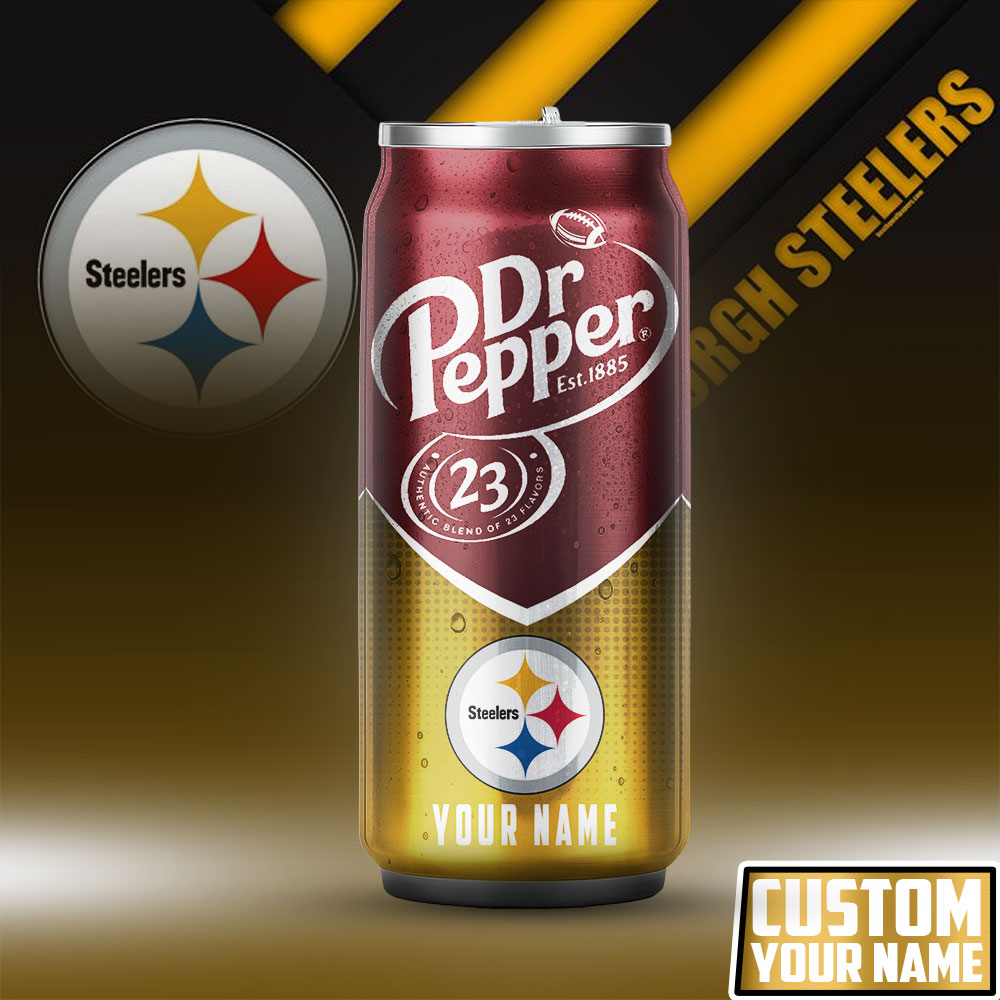 Steelers
RGH STEELERS
Dr
Pepper®
Est.1885
23
AUTHENTIC BLEND OF 23 FLAVORS
Steelers
YOUR NAME
CUSTOM
YOUR NAME